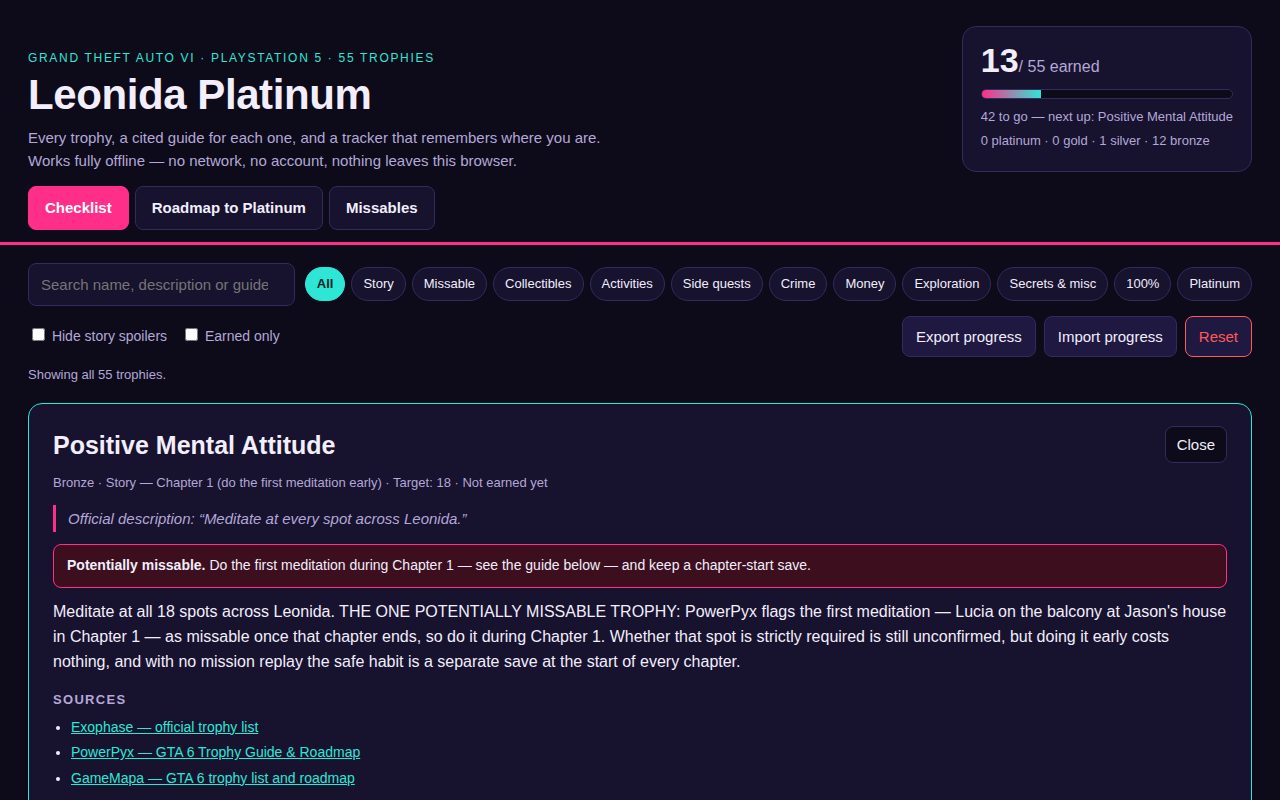 GRAND THEFT AUTO VI · PLAYSTATION 5 · 55 TROPHIES
Leonida Platinum
Every trophy, a cited guide for each one, and a tracker that remembers where you are.
Works fully offline — no network, no account, nothing leaves this browser.
13 / 55 earned
42 to go — next up: Positive Mental Attitude
0 platinum · 0 gold · 1 silver · 12 bronze
Checklist
Roadmap to Platinum
Missables
Search name, description or guide
All
Story
Missable
Collectibles
Activities
Side quests
Crime
Money
Exploration
Secrets & misc
100%
Platinum
Hide story spoilers
Earned only
Export progress
Import progress
Reset
Showing all 55 trophies.
Positive Mental Attitude
Close
Bronze · Story — Chapter 1 (do the first meditation early) · Target: 18 · Not earned yet
Official description: “Meditate at every spot across Leonida.”
Potentially missable. Do the first meditation during Chapter 1 — see the guide below — and keep a chapter-start save.
Meditate at all 18 spots across Leonida. THE ONE POTENTIALLY MISSABLE TROPHY: PowerPyx flags the first meditation — Lucia on the balcony at Jason's house
in Chapter 1 — as missable once that chapter ends, so do it during Chapter 1. Whether that spot is strictly required is still unconfirmed, but doing it early costs
nothing, and with no mission replay the safe habit is a separate save at the start of every chapter.
SOURCES
Exophase — official trophy list
PowerPyx — GTA 6 Trophy Guide & Roadmap
GameMapa — GTA 6 trophy list and roadmap